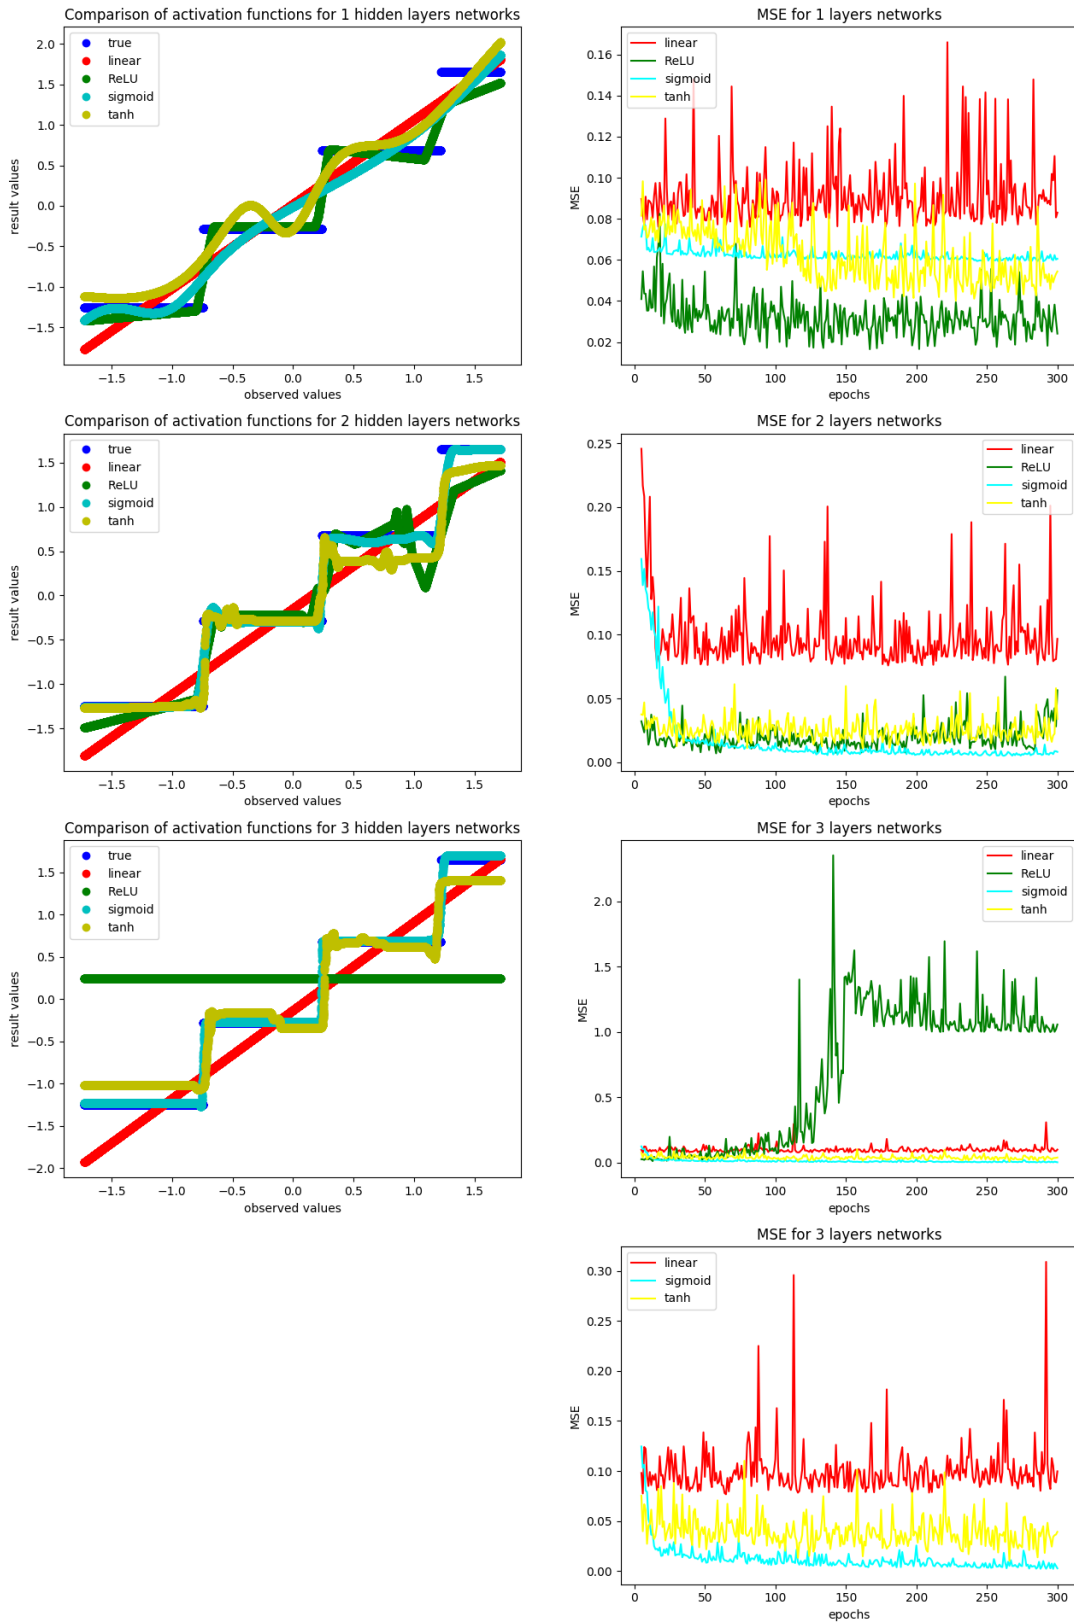 Comparison of activation functions for 1 hidden layers networks
2.0
1.5
1.0
0.5
0.0
−0.5
−1.0
−1.5
result values
true
linear
ReLU
sigmoid
tanh
−1.5 −1.0 −0.5 0.0 0.5 1.0 1.5
observed values
MSE for 1 layers networks
0.16
0.14
0.12
0.10
0.08
0.06
0.04
0.02
MSE
linear
ReLU
sigmoid
tanh
0 50 100 150 200 250 300
epochs
Comparison of activation functions for 2 hidden layers networks
1.5
1.0
0.5
0.0
−0.5
−1.0
−1.5
result values
true
linear
ReLU
sigmoid
tanh
−1.5 −1.0 −0.5 0.0 0.5 1.0 1.5
observed values
MSE for 2 layers networks
0.25
0.20
0.15
0.10
0.05
0.00
MSE
linear
ReLU
sigmoid
tanh
0 50 100 150 200 250 300
epochs
Comparison of activation functions for 3 hidden layers networks
1.5
1.0
0.5
0.0
−0.5
−1.0
−1.5
−2.0
result values
true
linear
ReLU
sigmoid
tanh
−1.5 −1.0 −0.5 0.0 0.5 1.0 1.5
observed values
MSE for 3 layers networks
2.0
1.5
1.0
0.5
0.0
MSE
linear
ReLU
sigmoid
tanh
0 50 100 150 200 250 300
epochs
MSE for 3 layers networks
0.30
0.25
0.20
0.15
0.10
0.05
0.00
MSE
linear
sigmoid
tanh
0 50 100 150 200 250 300
epochs